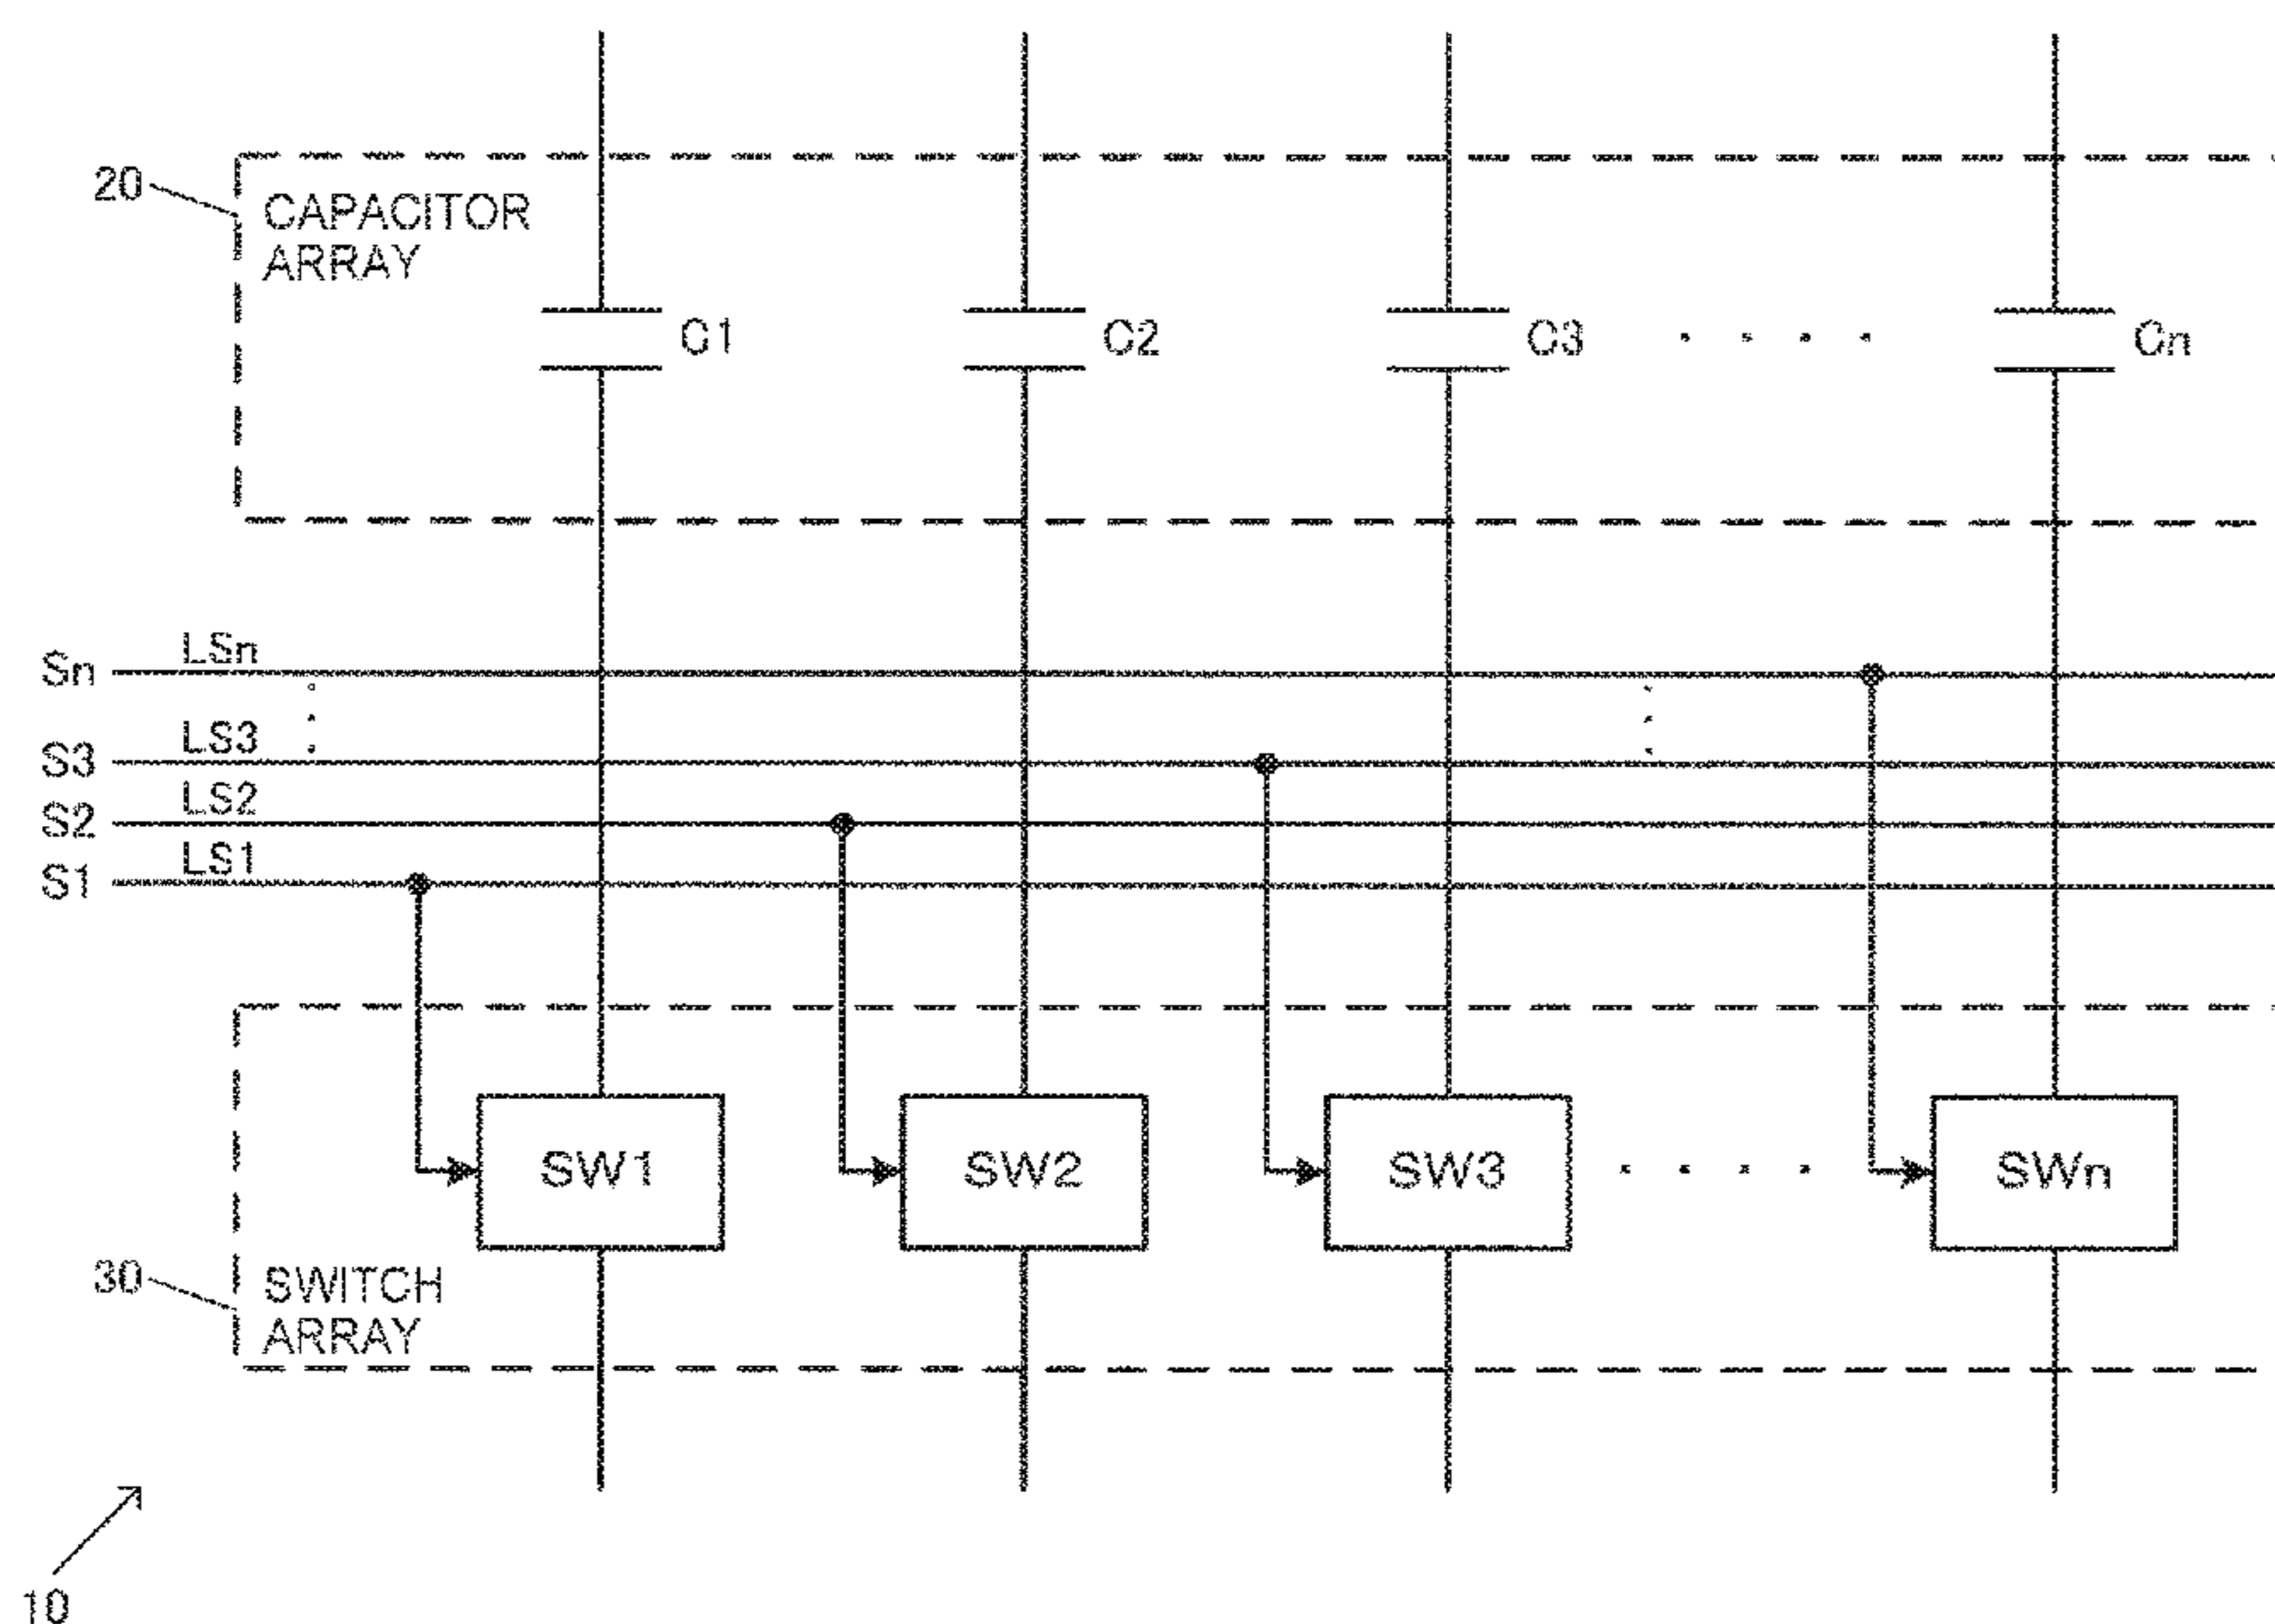 20
CAPACITOR
ARRAY
C1
C2
C3
. . . .
Cn
Sn
LSn
S3
LS3
S2
LS2
S1
LS1
SW1
SW2
SW3
. . . .
SWn
30
SWITCH
ARRAY
10